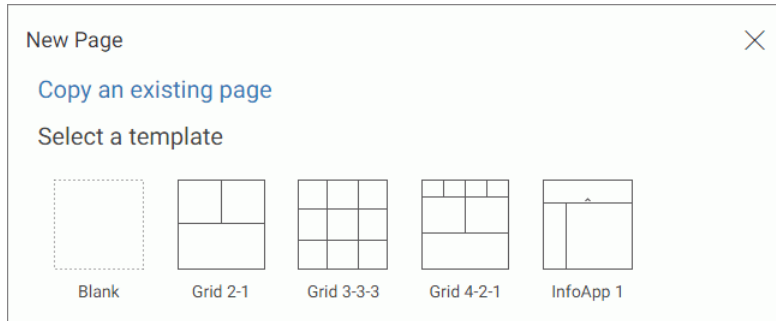 New Page
Copy an existing page
Select a template
Blank Grid 2-1 Grid 3-3-3 Grid 4-2-1 InfoApp 1